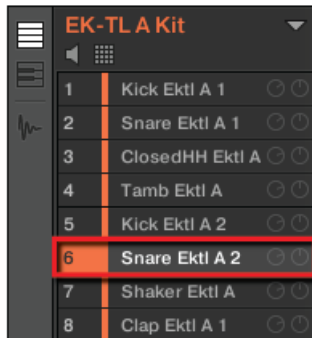 EK-TL A Kit
1 Kick Ektl A 1
2 Snare Ektl A 1
3 ClosedHH Ektl A
4 Tamb Ektl A
5 Kick Ektl A 2
6 Snare Ektl A 2
7 Shaker Ektl A
8 Clap Ektl A 1